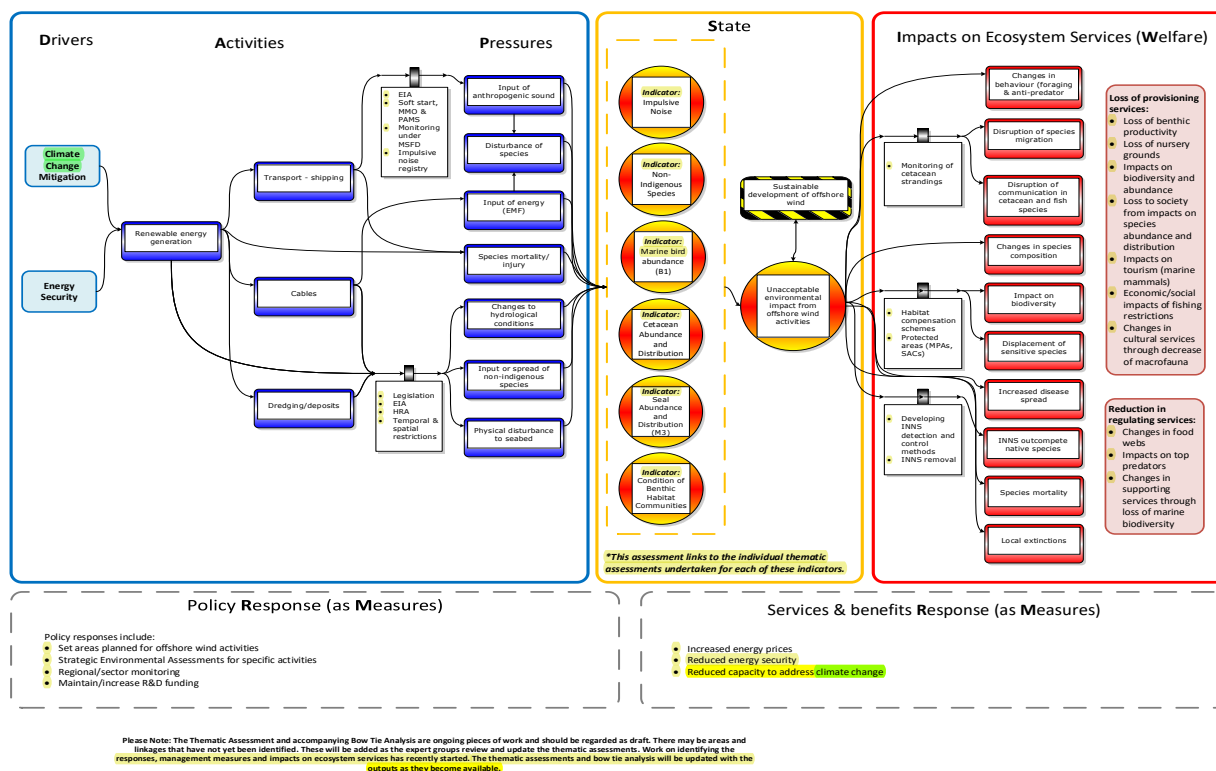 Drivers
Activities
Pressures
State
Impacts on Ecosystem Services (Welfare)
Climate
Change
Mitigation
Energy
Security
Renewable energy
generation
Transport - shipping
Cables
Dredging/deposits
EIA
Soft start,
MMO &
PAMS
Monitoring
under
MSFD
Impulsive
noise
registry
Legislation
EIA
HRA
Temporal &
spatial
restrictions
Input of
anthropogenic sound
Disturbance of
species
Input of energy
(EMF)
Species mortality/
injury
Changes to
hydrological
conditions
Input or spread of
non-indigenous
species
Physical disturbance
to seabed
Indicator:
Impulsive
Noise
Indicator:
Non-
Indigenous
Species
Indicator:
Marine bird
abundance
(B1)
Indicator:
Cetacean
Abundance
and
Distribution
Indicator:
Seal
Abundance
and
Distribution
(M3)
Indicator:
Condition of
Benthic
Habitat
Communities
*This assessment links to the individual thematic
assessments undertaken for each of these indicators.
Sustainable
development of offshore
wind
Unacceptable
environmental
impact from
offshore wind
activities
Monitoring of
cetacean
strandings
Habitat
compensation
schemes
Protected
areas (MPAs,
SACs)
Developing
INNS
detection and
control
methods
INNS removal
Changes in
behaviour (foraging
& anti-predator
Disruption of species
migration
Disruption of
communication in
cetacean and fish
species
Changes in species
composition
Impact on
biodiversity
Displacement of
sensitive species
Increased disease
spread
INNS outcompete
native species
Species mortality
Local extinctions
Loss of provisioning
services:
Loss of benthic
productivity
Loss of nursery
grounds
Impacts on
biodiversity and
abundance
Loss to society
from impacts on
species
abundance and
distribution
Impacts on
tourism (marine
mammals)
Economic/social
impacts of fishing
restrictions
Changes in
cultural services
through decrease
of macrofauna
Reduction in
regulating services:
Changes in food
webs
Impacts on top
predators
Changes in
supporting
services through
loss of marine
biodiversity
Policy Response (as Measures)
Policy responses include:
Set areas planned for offshore wind activities
Strategic Environmental Assessments for specific activities
Regional/sector monitoring
Maintain/increase R&D funding
Services & benefits Response (as Measures)
Increased energy prices
Reduced energy security
Reduced capacity to address climate change
Please Note: The Thematic Assessment and accompanying Bow Tie Analysis are ongoing pieces of work and should be regarded as draft. There may be areas and
linkages that have not yet been identified. These will be added as the expert groups review and update the thematic assessments. Work on identifying the
responses, management measures and impacts on ecosystem services has recently started. The thematic assessments and bow tie analysis will be updated with the
outputs as they become available.